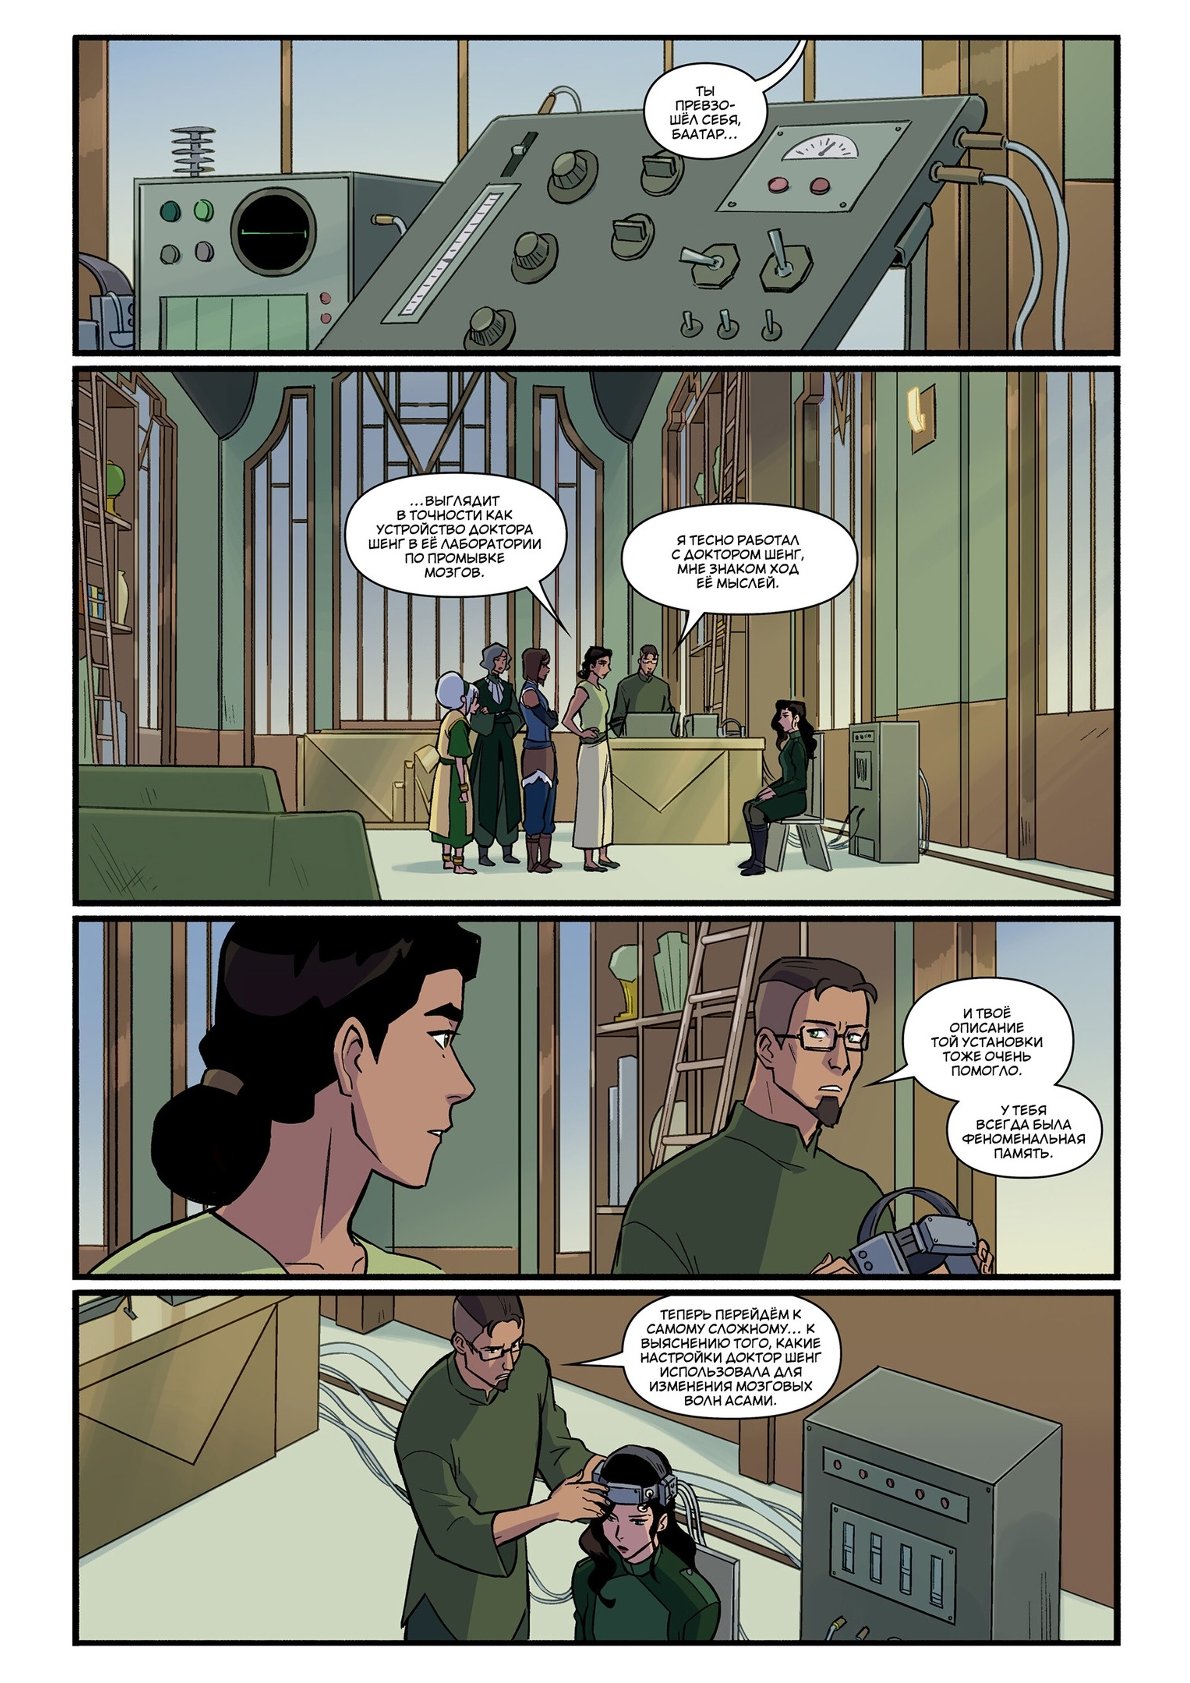 ТЫ
ПРЕВЗО-
ШЁЛ СЕБЯ,
БААТАР...
...ВЫГЛЯДИТ
В ТОЧНОСТИ КАК
УСТРОЙСТВО ДОКТОРА
ШЕНГ В ЕЁ ЛАБОРАТОРИИ
ПО ПРОМЫВКЕ
МОЗГОВ.
Я ТЕСНО РАБОТАЛ
С ДОКТОРОМ ШЕНГ,
МНЕ ЗНАКОМ ХОД
ЕЁ МЫСЛЕЙ.
И ТВОЁ
ОПИСАНИЕ
ТОЙ УСТАНОВКИ
ТОЖЕ ОЧЕНЬ
ПОМОГЛО.
У ТЕБЯ
ВСЕГДА БЫЛА
ФЕНОМЕНАЛЬНАЯ
ПАМЯТЬ.
ТЕПЕРЬ ПЕРЕЙДЁМ К
САМОМУ СЛОЖНОМУ... К
ВЫЯСНЕНИЮ ТОГО, КАКИЕ
НАСТРОЙКИ ДОКТОР ШЕНГ
ИСПОЛЬЗОВАЛА ДЛЯ
ИЗМЕНЕНИЯ МОЗГОВЫХ
ВОЛН АСАМИ.